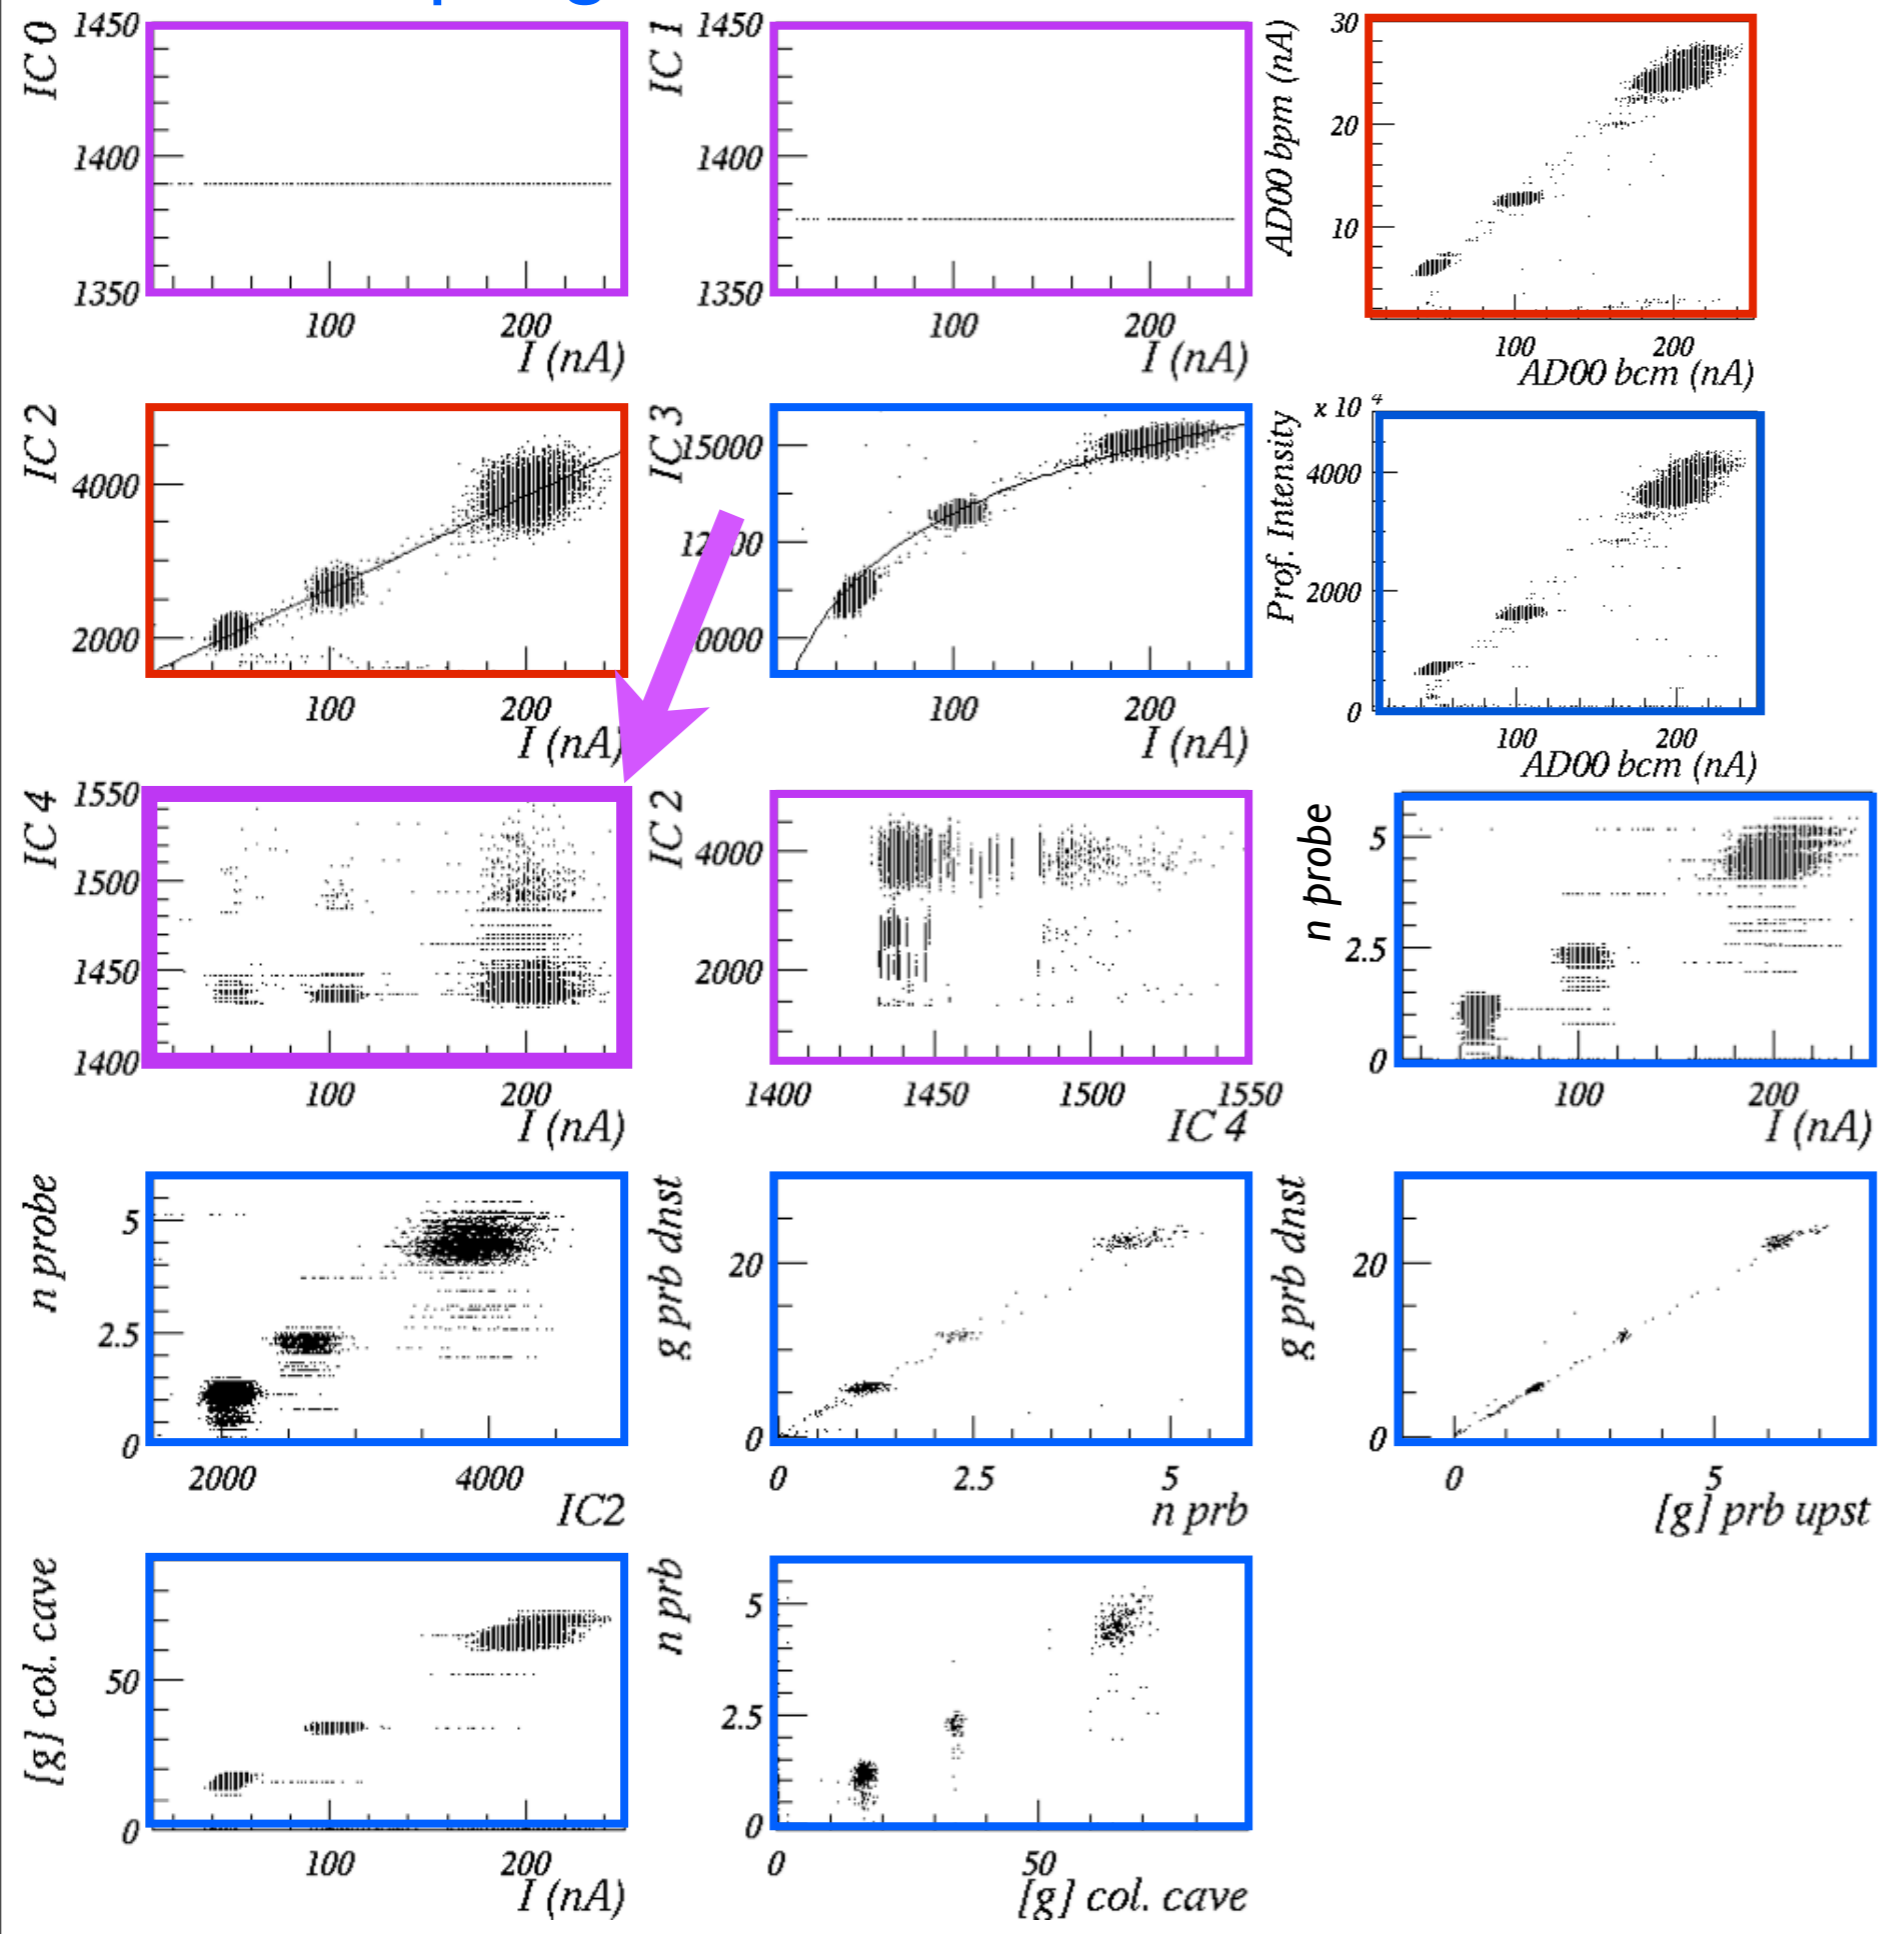 IC 0
1450
1400
1350
100 200
I (nA)
IC 1
1450
1400
1350
100 200
I (nA)
AD00 bpm (nA)
30
20
10
100 200
AD00 bcm (nA)
IC 2
4000
2000
100 200
I (nA)
IC 3
15000
100 200
I (nA)
Prof. Intensity
x 10 4
4000
2000
0
100 200
AD00 bcm (nA)
IC 4
1550
1500
1450
1400
100 200
I (nA)
IC 2
4000
2000
1400 1450 1500 1550
IC 4
n probe
5
2.5
0
100 200
I (nA)
n probe
5
2.5
0
2000 4000
IC2
g prb dnst
20
0
0 2.5 5
n prb
g prb dnst
20
0
0 5
[g] prb upst
[g] col. cave
50
0
100 200
I (nA)
n prb
5
2.5
0
0 50
[g] col. cave